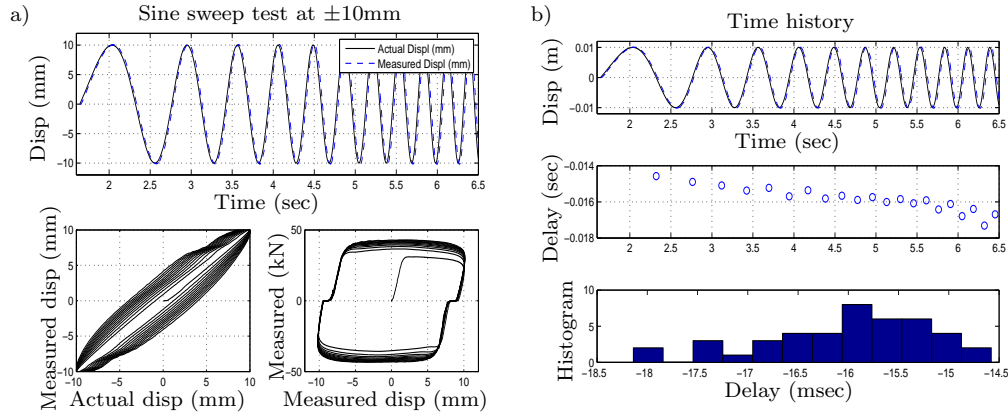 a)
Sine sweep test at ±10mm
Disp (mm)
10
5
0
−5
−10
Actual Displ (mm)
Measured Displ (mm)
2 2.5 3 3.5 4 4.5 5 5.5 6 6.5
Time (sec)
Measured disp (mm)
10
5
0
−5
−10
−10 −5 0 5 10
Actual disp (mm)
Measured (kN)
50
0
−50
−10 −5 0 5 10
Measured disp (mm)
b)
Time history
Disp (m)
0.01
0
−0.01
2 2.5 3 3.5 4 4.5 5 5.5 6 6.5
Time (sec)
Delay (sec)
−0.014
−0.016
−0.018
2 2.5 3 3.5 4 4.5 5 5.5 6 6.5
Histogram
10
5
0
−18.5 −18 −17.5 −17 −16.5 −16 −15.5 −15 −14.5
Delay (msec)